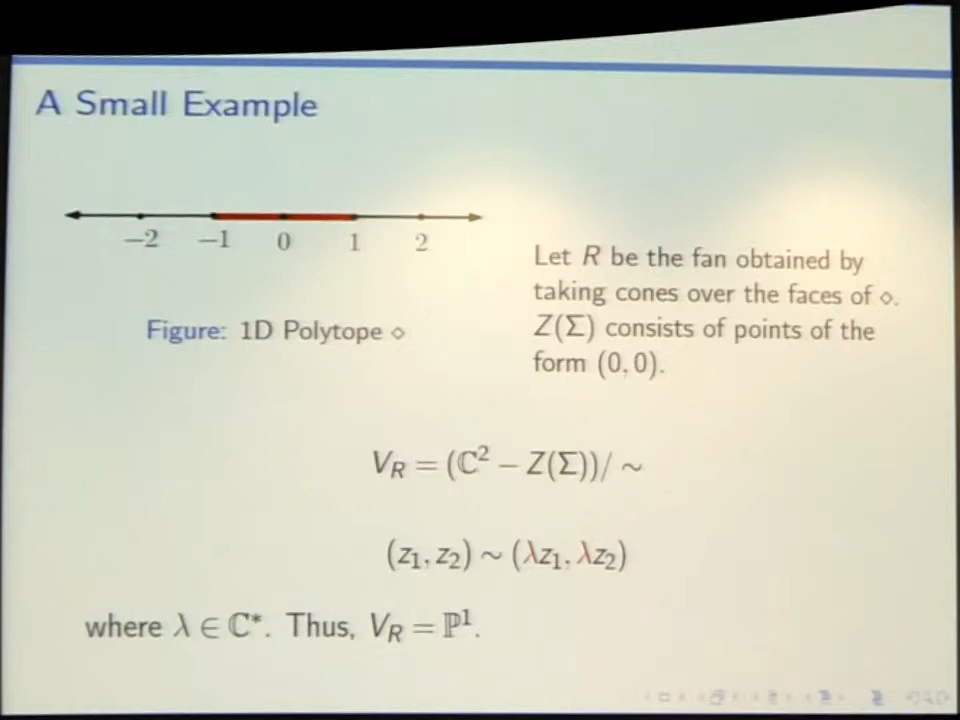 A Small Example
−2 −1 0 1 2
Figure: 1D Polytope ⋄
Let R be the fan obtained by
taking cones over the faces of ⋄.
Z(Σ) consists of points of the
form (0, 0).
V_R = (ℂ² − Z(Σ))/ ∼
(z₁, z₂) ∼ (λz₁, λz₂)
where λ ∈ ℂ*. Thus, V_R = ℙ¹.